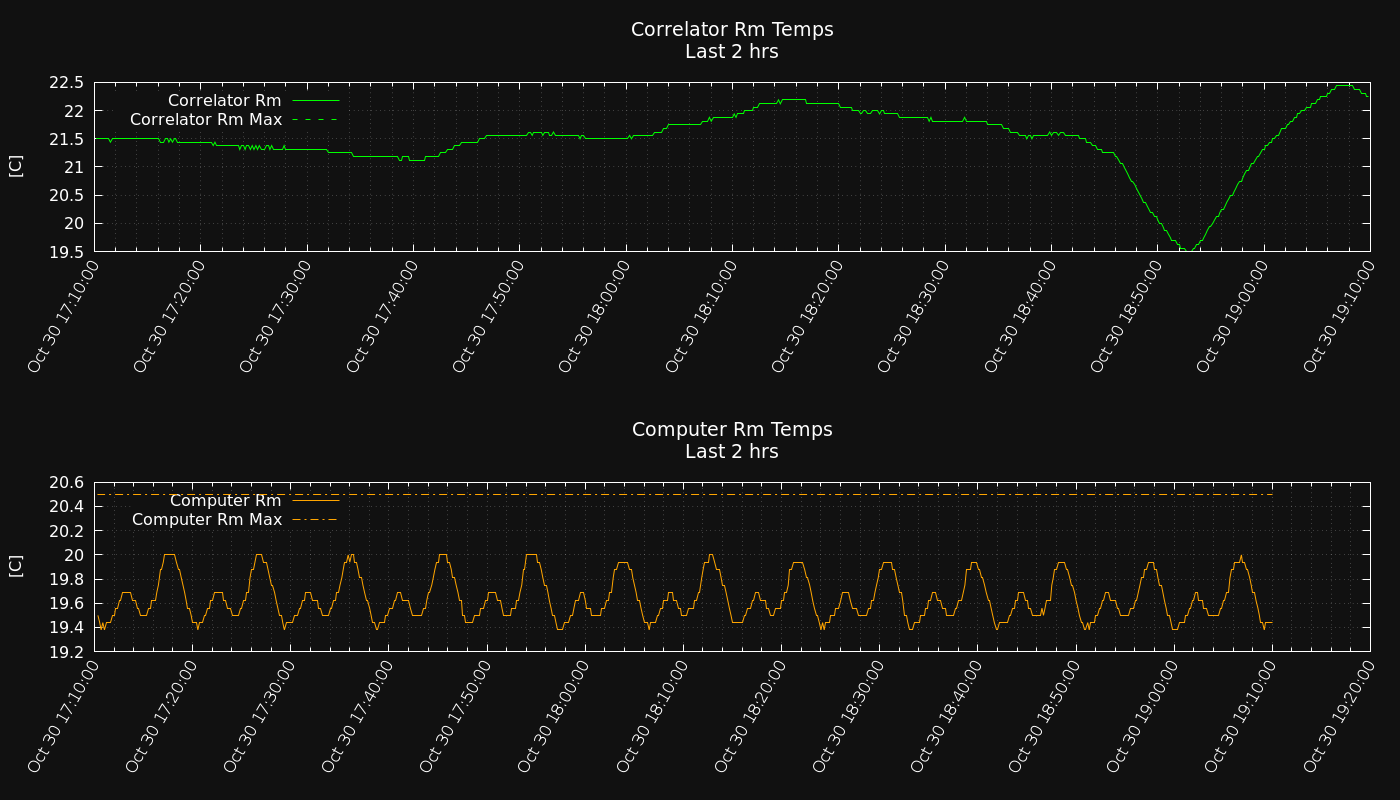 Correlator Rm Temps
Last 2 hrs
22.5
22
21.5
21
20.5
20
19.5
[C]
Correlator Rm
Correlator Rm Max
Oct 30 17:10:00
Oct 30 17:20:00
Oct 30 17:30:00
Oct 30 17:40:00
Oct 30 17:50:00
Oct 30 18:00:00
Oct 30 18:10:00
Oct 30 18:20:00
Oct 30 18:30:00
Oct 30 18:40:00
Oct 30 18:50:00
Oct 30 19:00:00
Oct 30 19:10:00
Computer Rm Temps
Last 2 hrs
20.6
20.4
20.2
20
19.8
19.6
19.4
19.2
[C]
Computer Rm
Computer Rm Max
Oct 30 17:10:00
Oct 30 17:20:00
Oct 30 17:30:00
Oct 30 17:40:00
Oct 30 17:50:00
Oct 30 18:00:00
Oct 30 18:10:00
Oct 30 18:20:00
Oct 30 18:30:00
Oct 30 18:40:00
Oct 30 18:50:00
Oct 30 19:00:00
Oct 30 19:10:00
Oct 30 19:20:00